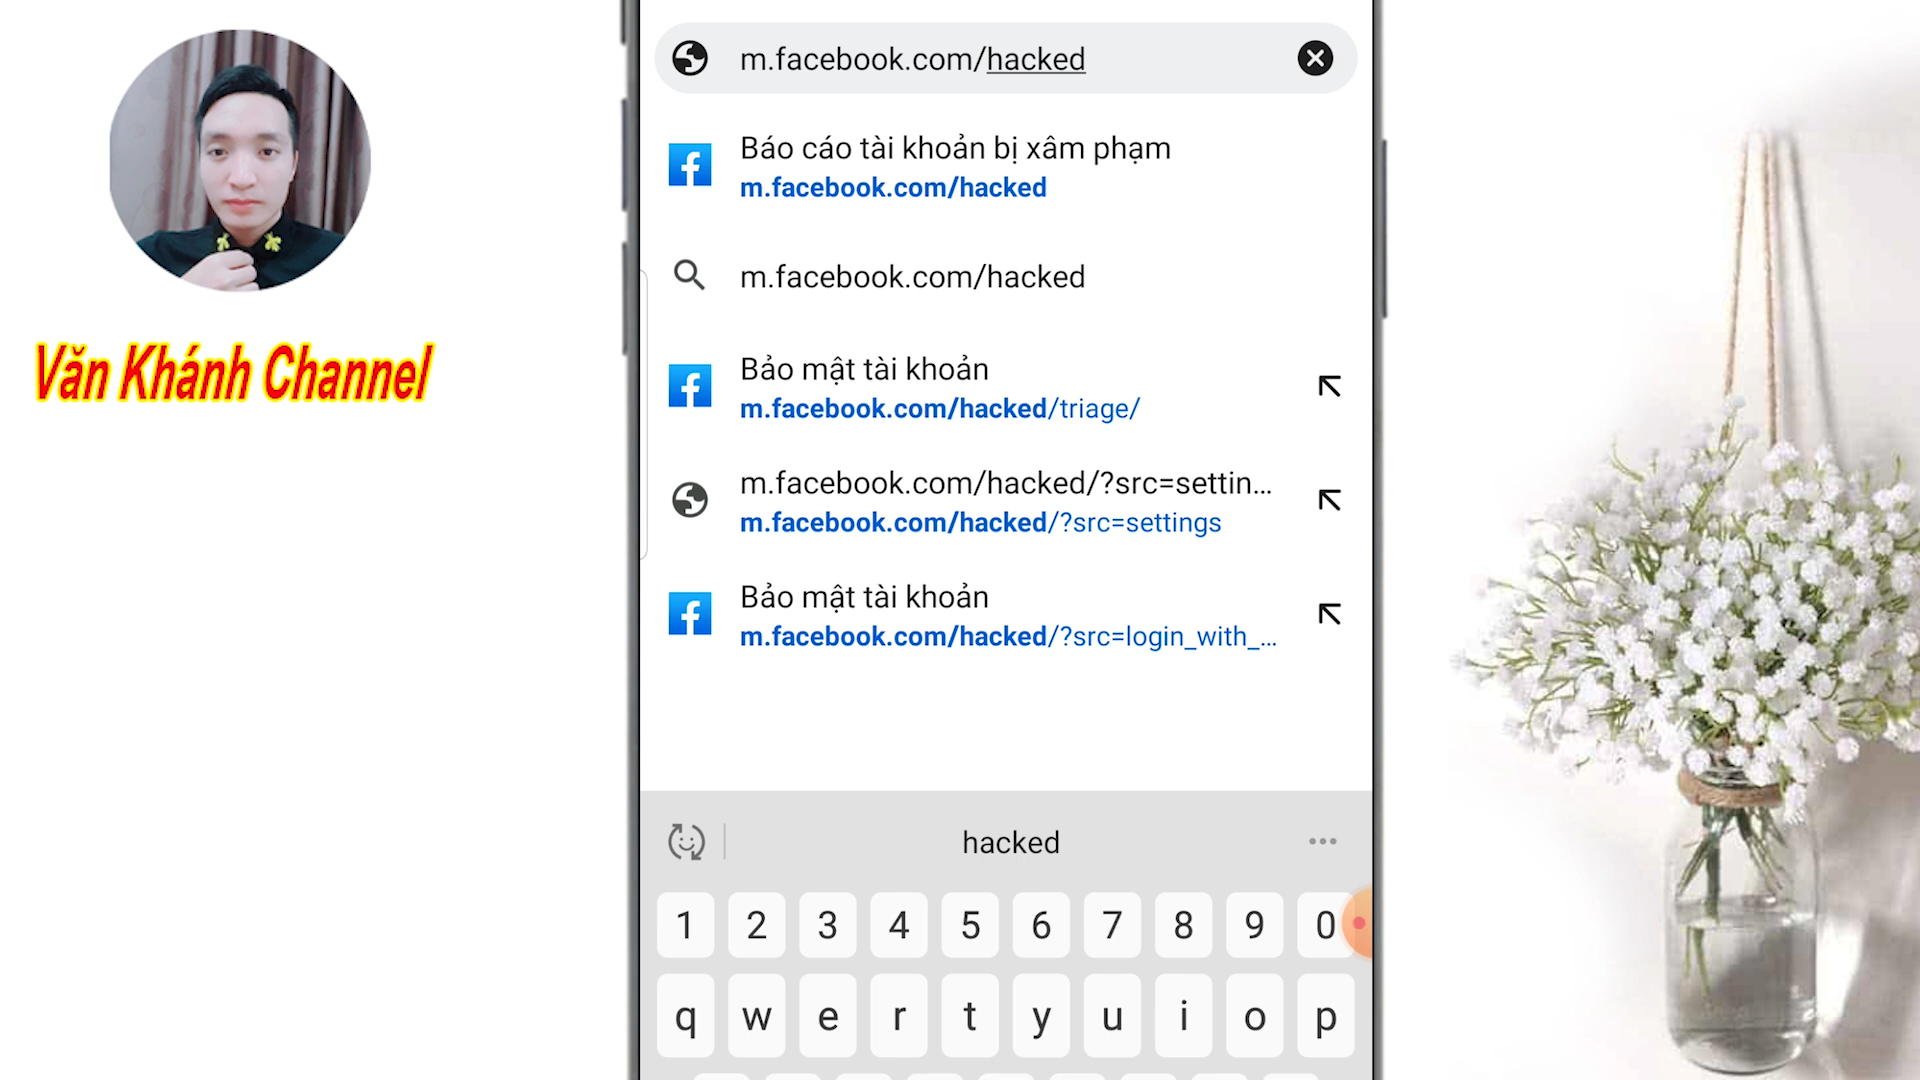 Văn Khánh Channel
m.facebook.com/hacked
Báo cáo tài khoản bị xâm phạm
m.facebook.com/hacked
m.facebook.com/hacked
Bảo mật tài khoản
m.facebook.com/hacked/triage/
m.facebook.com/hacked/?src=settin...
m.facebook.com/hacked/?src=settings
Bảo mật tài khoản
m.facebook.com/hacked/?src=login_with_...
hacked
1 2 3 4 5 6 7 8 9 0
q w e r t y u i o p